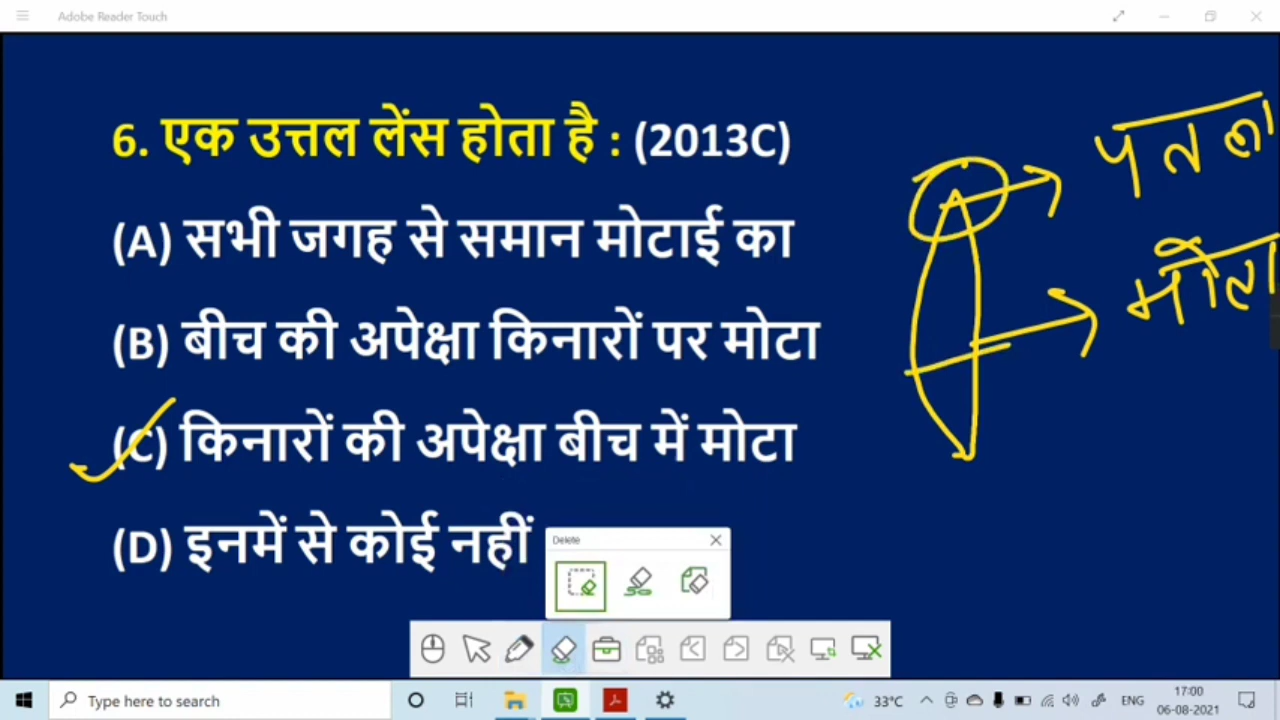 Adobe Reader Touch
6. एक उत्तल लेंस होता है : (2013C)
पतला
(A) सभी जगह से समान मोटाई का
मोटा
(B) बीच की अपेक्षा किनारों पर मोटा
(C) किनारों की अपेक्षा बीच में मोटा
(D) इनमें से कोई नहीं
Delete
Type here to search
33°C
ENG
17:00
06-08-2021